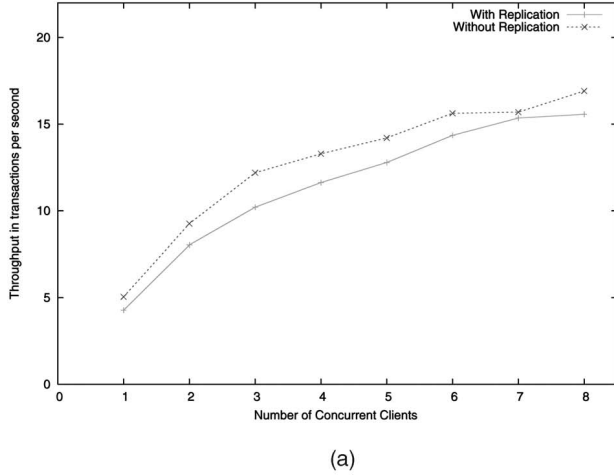 With Replication
Without Replication
20
15
10
5
0
Throughput in transactions per second
0 1 2 3 4 5 6 7 8
Number of Concurrent Clients
(a)